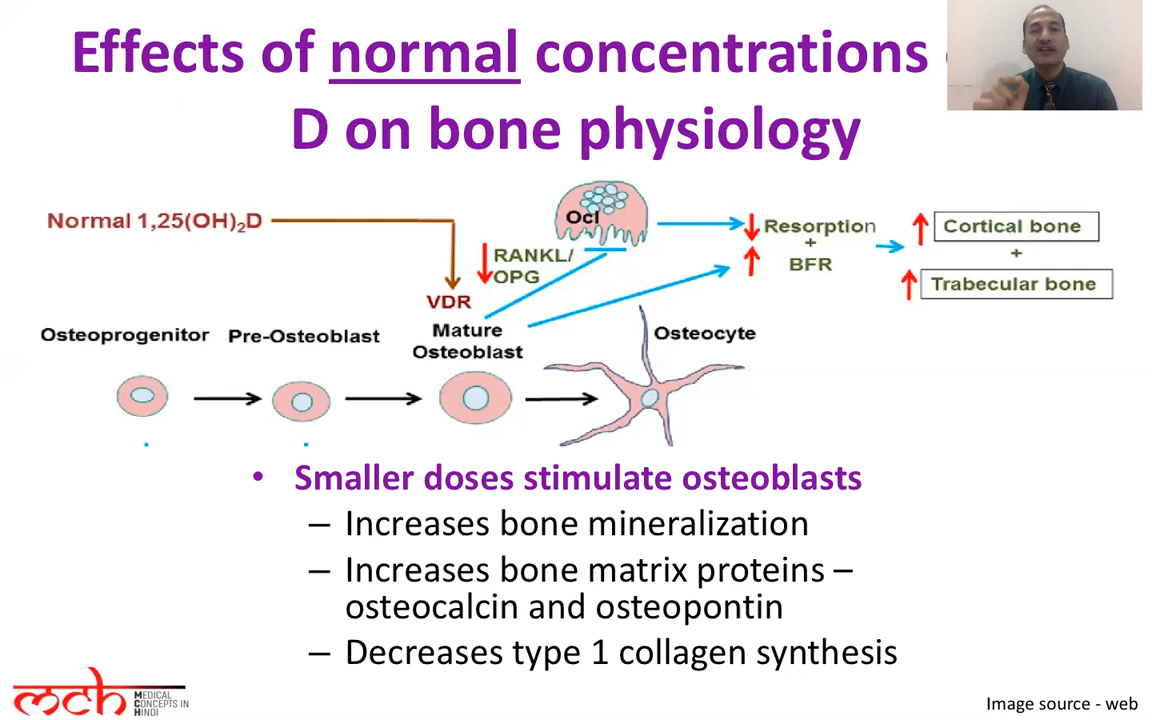 Effects of normal concentrations
D on bone physiology
Normal 1,25(OH)₂D
Ocl
RANKL/
OPG
Resorption
+
BFR
Cortical bone
+
Trabecular bone
VDR
Osteoprogenitor
Pre-Osteoblast
Mature
Osteoblast
Osteocyte
• Smaller doses stimulate osteoblasts
– Increases bone mineralization
– Increases bone matrix proteins –
osteocalcin and osteopontin
– Decreases type 1 collagen synthesis
mch
MEDICAL
CONCEPTS IN
HINDI
Image source - web